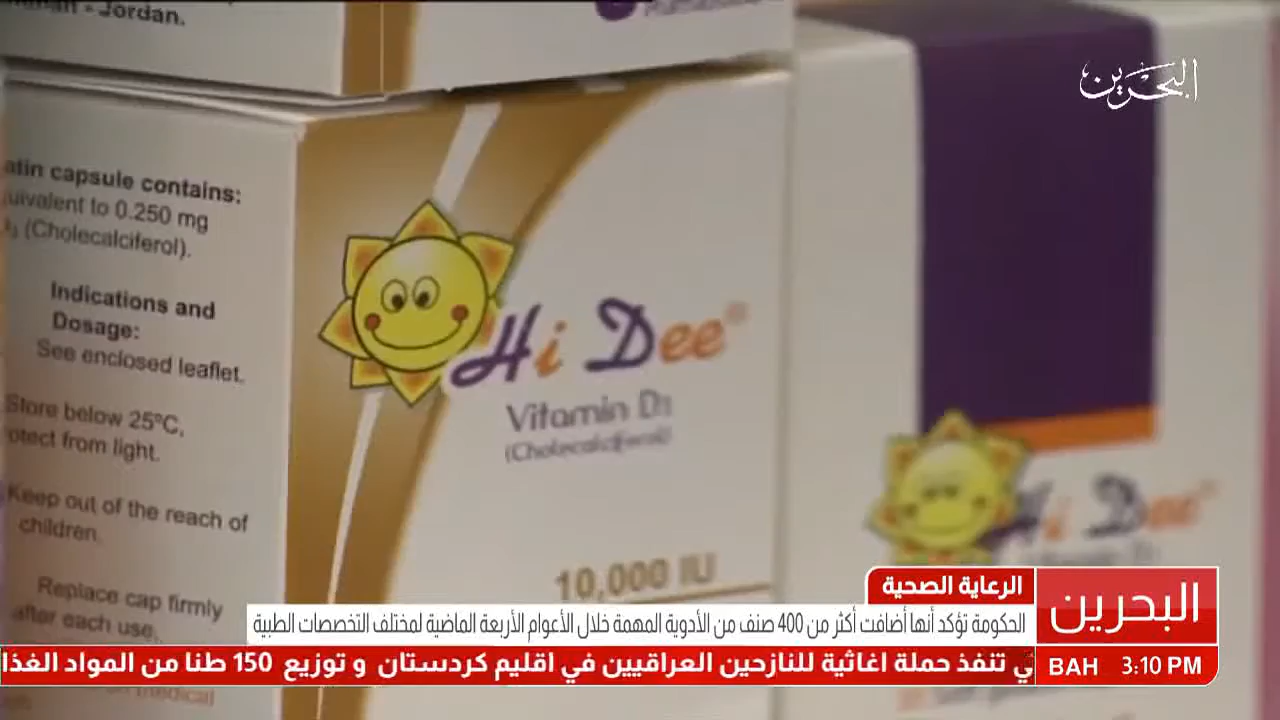 - Jordan.
البحرين
atin capsule contains:
uivalent to 0.250 mg
(Cholecalciferol).
Indications and
Dosage:
See enclosed leaflet.
Store below 25°C,
otect from light.
Keep out of the reach of
children.
Replace cap firmly
after each use.
Hi Dee®
Vitamin D3
(Cholecalciferol)
10,000 IU
Hi Dee
الرعاية الصحية
البحرين
الحكومة تؤكد أنها أضافت أكثر من 400 صنف من الأدوية المهمة خلال الأعوام الأربعة الماضية لمختلف التخصصات الطبية
ي تنفذ حملة اغاثية للنازحين العراقيين في اقليم كردستان و توزيع 150 طنا من المواد الغذا
BAH 3:10 PM